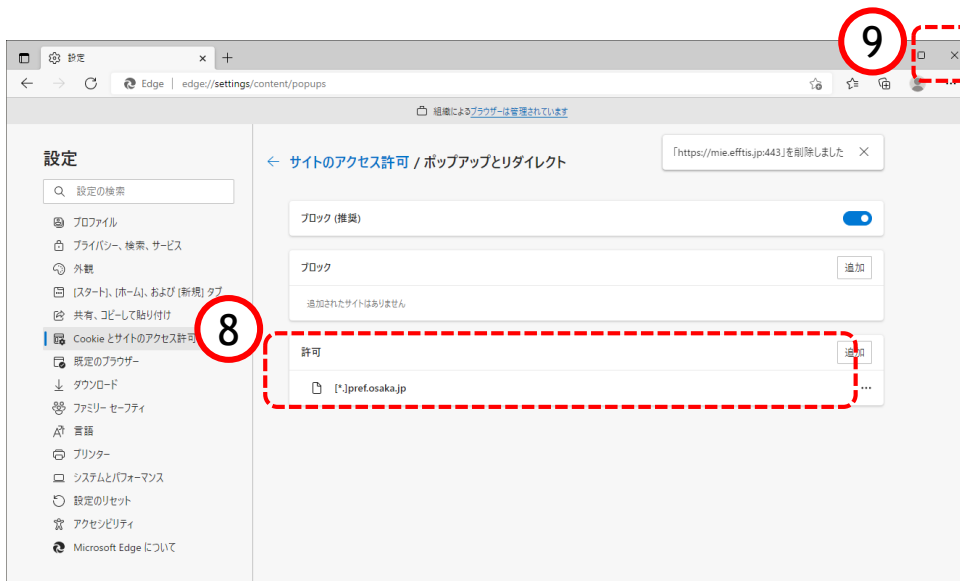 9
設定
Edge | edge://settings/content/popups
組織によるブラウザーは管理されています
設定
設定の検索
プロファイル
プライバシー、検索、サービス
外観
[スタート]、[ホーム]、および [新規] タブ
共有、コピーして貼り付け
Cookie とサイトのアクセス許可
既定のブラウザー
ダウンロード
ファミリー セーフティ
言語
プリンター
システムとパフォーマンス
設定のリセット
アクセシビリティ
Microsoft Edge について
サイトのアクセス許可 / ポップアップとリダイレクト
「https://mie.efftis.jp:443」を削除しました
ブロック (推奨)
ブロック
追加
追加されたサイトはありません
8
許可
追加
[*.]pref.osaka.jp